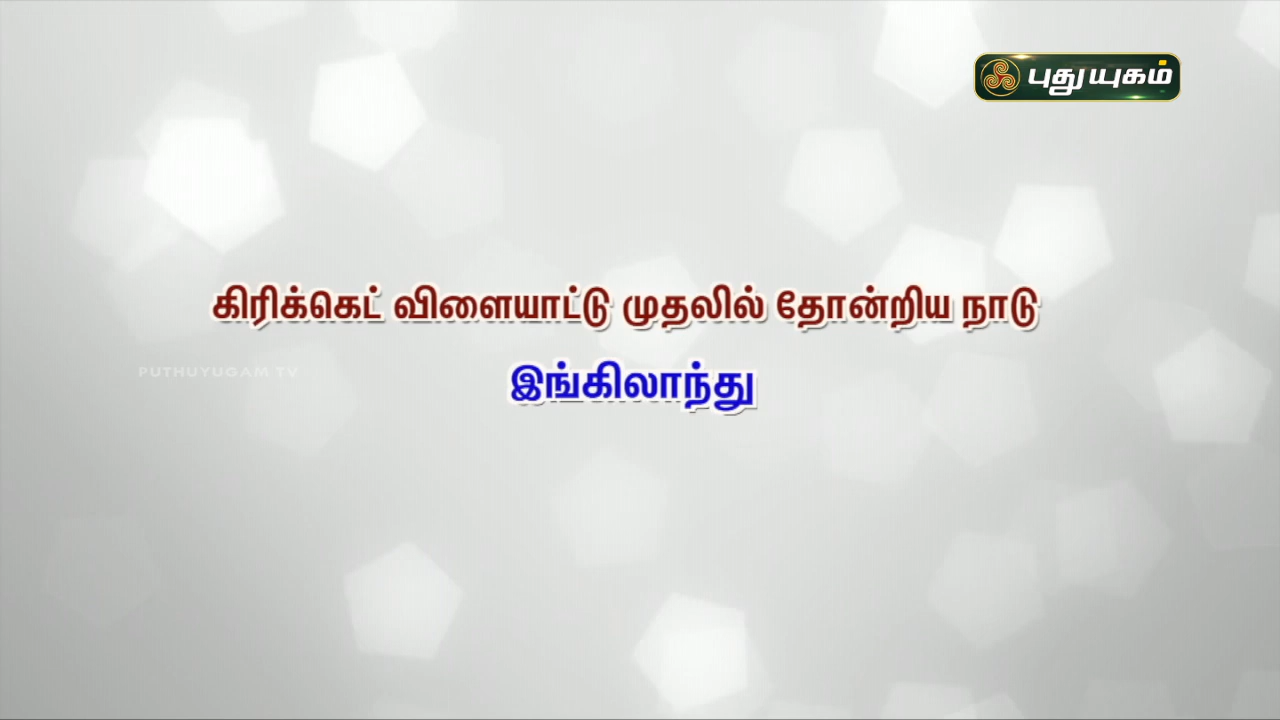 புதுயுகம்
கிரிக்கெட் விளையாட்டு முதலில் தோன்றிய நாடு
PUTHUYUGAM TV
இங்கிலாந்து